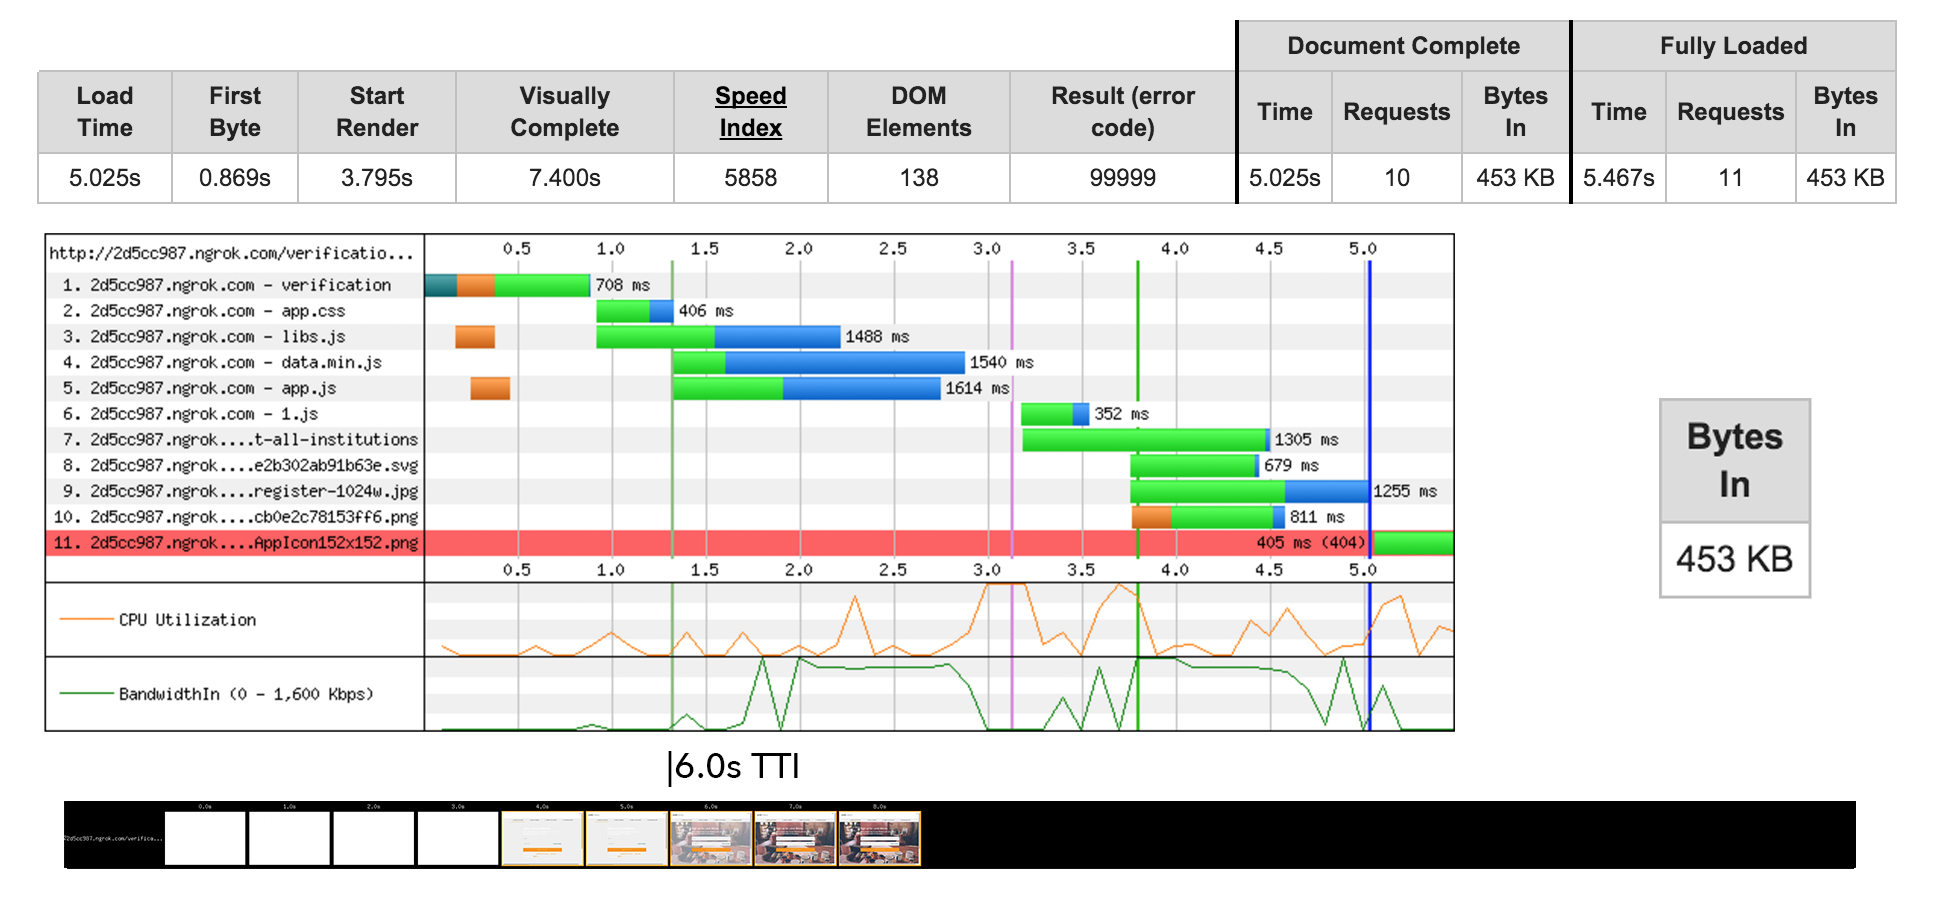 Document Complete Fully Loaded
Load Time First Byte Start Render Visually Complete Speed Index DOM Elements Result (error code) Time Requests Bytes In Time Requests Bytes In
5.025s 0.869s 3.795s 7.400s 5858 138 99999 5.025s 10 453 KB 5.467s 11 453 KB
http://2d5cc987.ngrok.com/verificatio... 0.5 1.0 1.5 2.0 2.5 3.0 3.5 4.0 4.5 5.0
1. 2d5cc987.ngrok.com - verification 708 ms
2. 2d5cc987.ngrok.com - app.css 406 ms
3. 2d5cc987.ngrok.com - libs.js 1488 ms
4. 2d5cc987.ngrok.com - data.min.js 1540 ms
5. 2d5cc987.ngrok.com - app.js 1614 ms
6. 2d5cc987.ngrok.com - 1.js 352 ms
7. 2d5cc987.ngrok....t-all-institutions 1305 ms
8. 2d5cc987.ngrok....e2b302ab91b63e.svg 679 ms
9. 2d5cc987.ngrok....register-1024w.jpg 1255 ms
10. 2d5cc987.ngrok....cb0e2c78153ff6.png 811 ms
11. 2d5cc987.ngrok....AppIcon152x152.png 405 ms (404)
0.5 1.0 1.5 2.0 2.5 3.0 3.5 4.0 4.5 5.0
CPU Utilization
BandwidthIn (0 - 1,600 Kbps)
Bytes
In
453 KB
|6.0s TTI
0.0s 1.0s 2.0s 3.0s 4.0s 5.0s 6.0s 7.0s 8.0s
2d5cc987.ngrok.com/verifica...